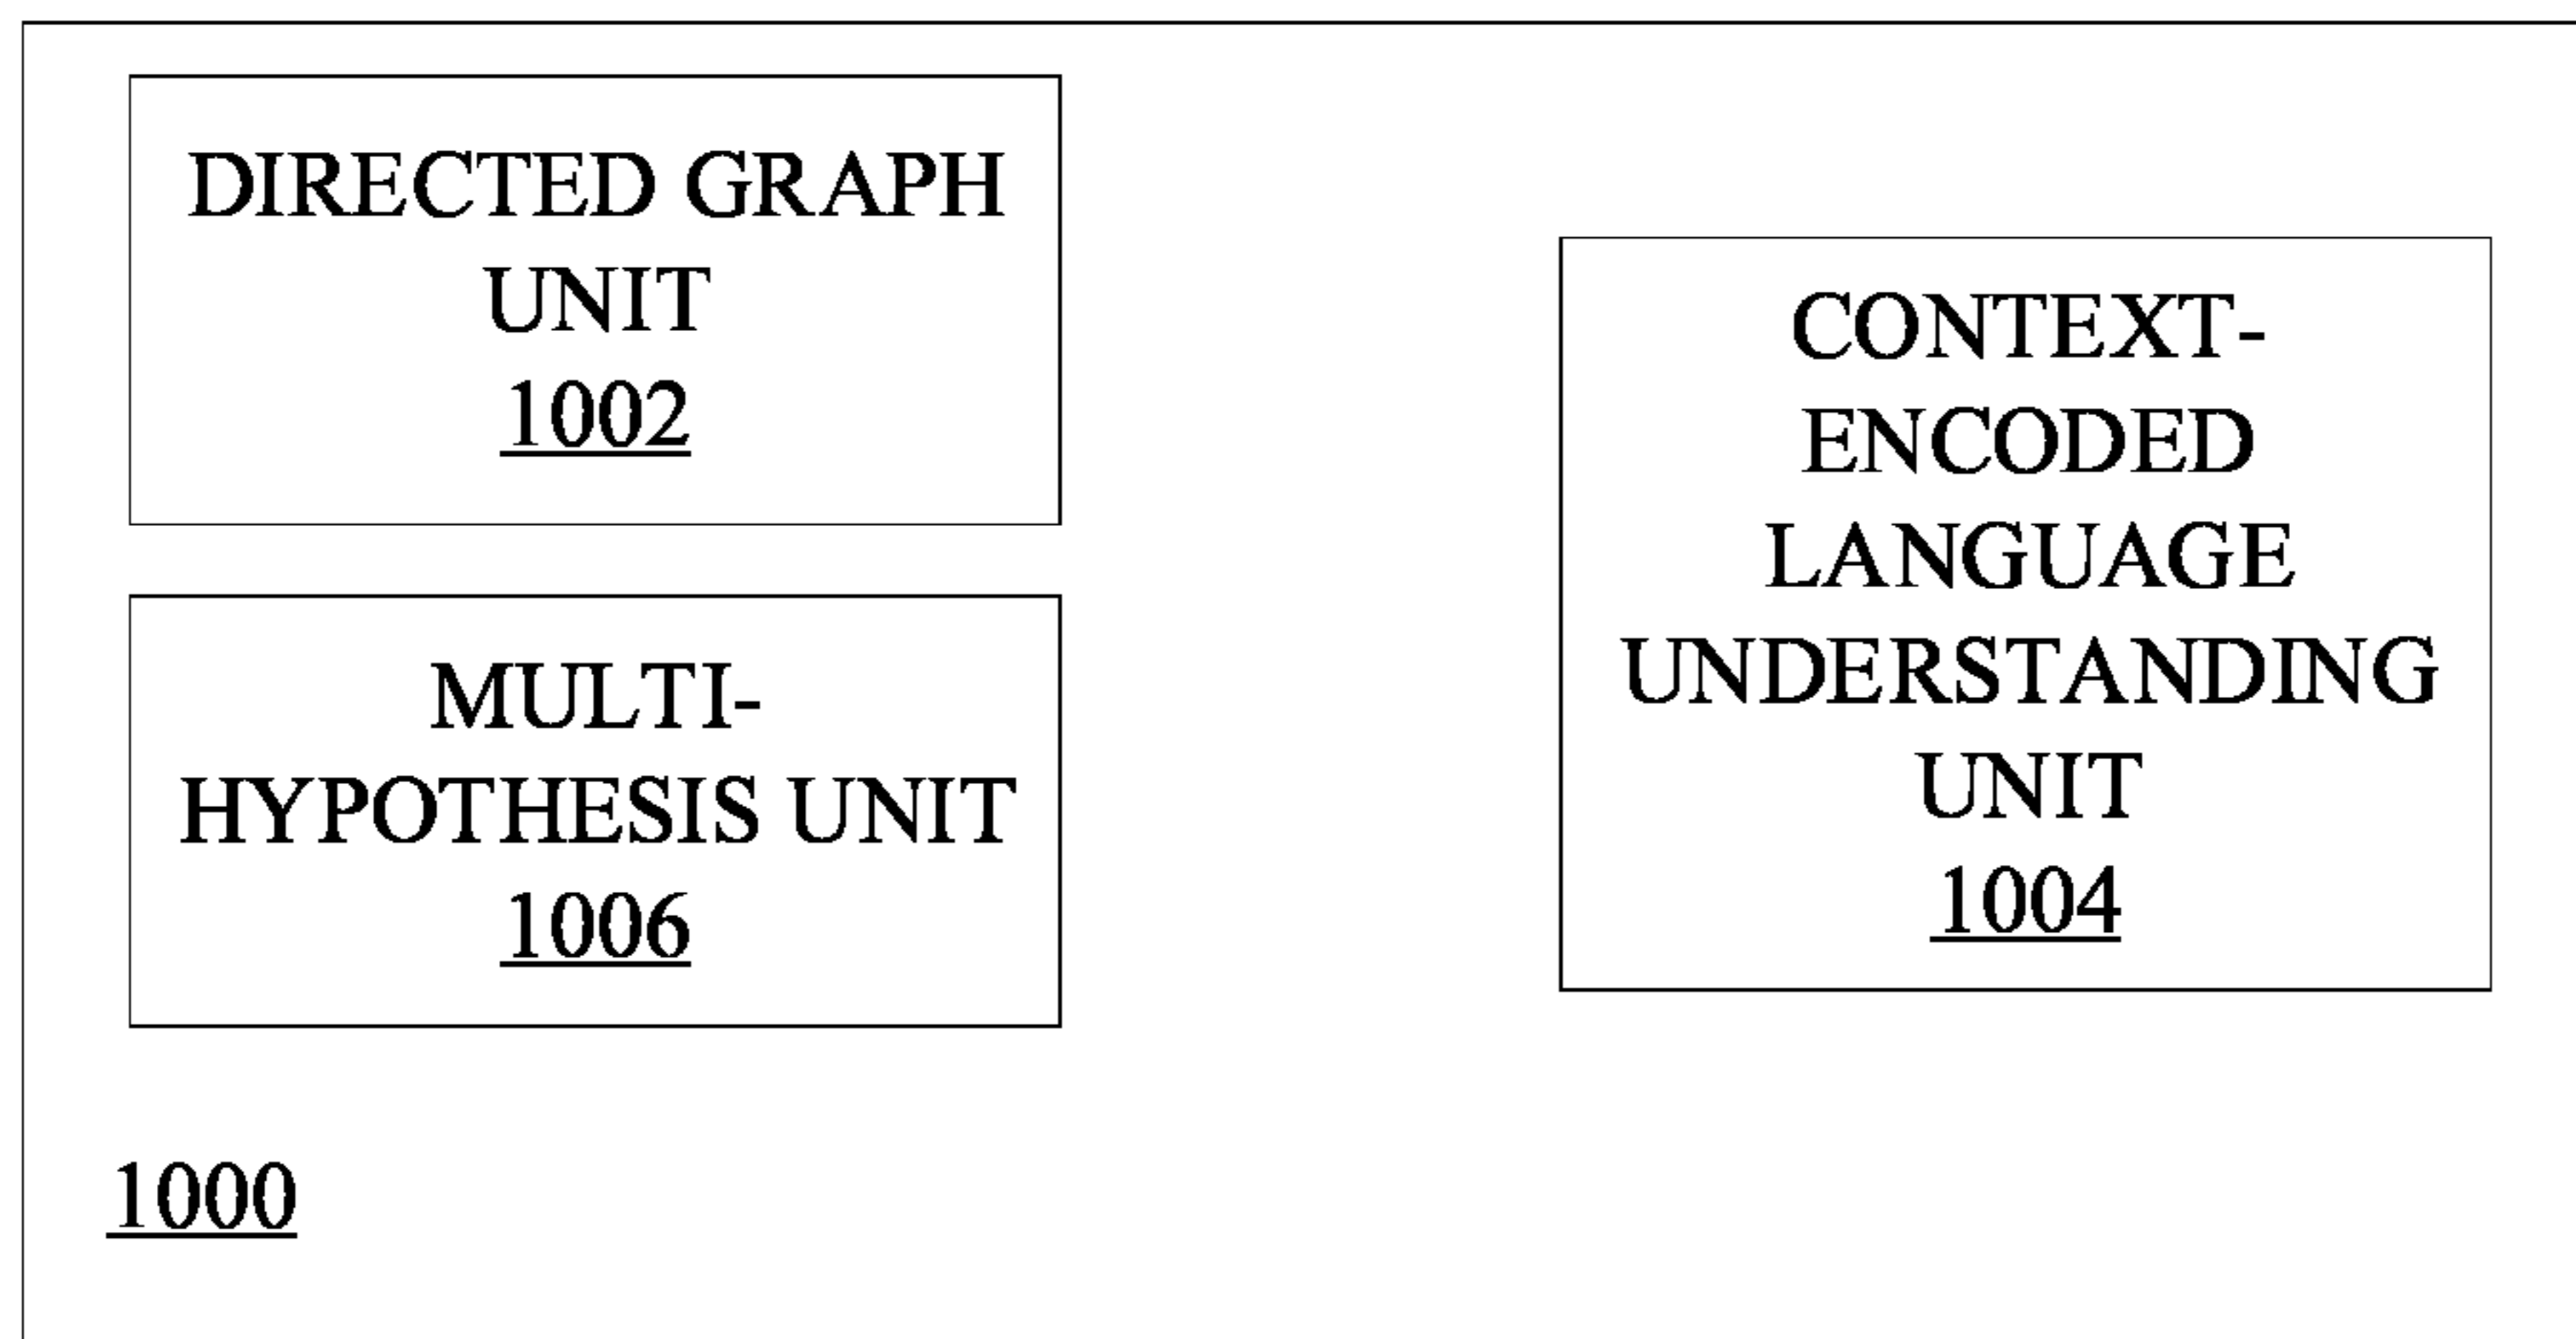 DIRECTED GRAPH
UNIT
1002
MULTI-
HYPOTHESIS UNIT
1006
CONTEXT-
ENCODED
LANGUAGE
UNDERSTANDING
UNIT
1004
1000